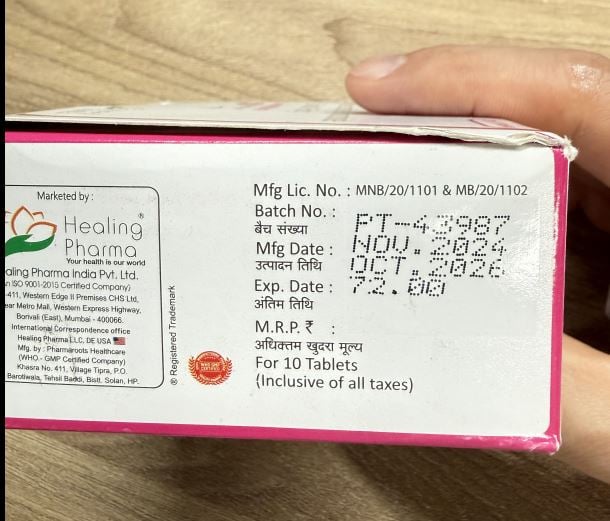 Marketed by :
Healing®
Pharma
Your health is our world
aling Pharma India Pvt. Ltd.
n ISO 9001-2015 Certified Company)
-411, Western Edge II Premises CHS Ltd,
ear Metro Mall, Western Express Highway,
Borivali (East), Mumbai - 400066.
International Correspondence office
Healing Pharma LLC, DE USA
Mfg. by : Pharmaroots Healthcare
(WHO - GMP Certified Company)
Khasra No. 411, Village Tipra, P.O.
Barotiwala, Tehsil Baddi, Distt. Solan, HP.
® Registered Trademark
Mfg Lic. No. : MNB/20/1101 & MB/20/1102
Batch No. : PT-43987
बैच संख्या
Mfg Date : NOV. 2024
उत्पादन तिथि OCT. 2026
Exp. Date : 72.00
अंतिम तिथि
M.R.P. ₹ :
अधिकतम खुदरा मूल्य
For 10 Tablets
(Inclusive of all taxes)